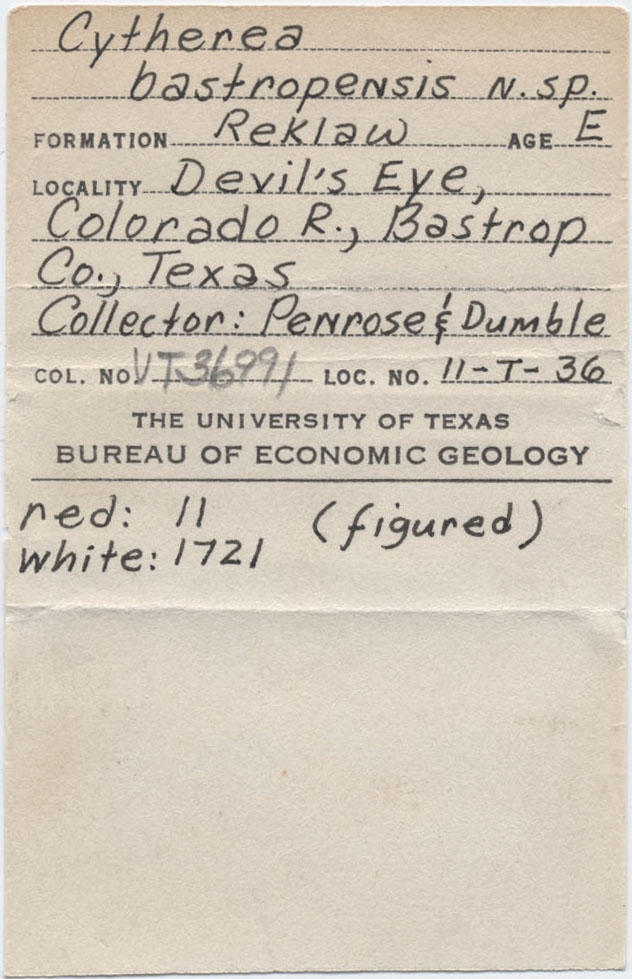 Cytherea
bastropensis N.sp.
FORMATION Reklaw AGE E
LOCALITY Devil's Eye,
Colorado R., Bastrop
Co., Texas
Collector: Penrose & Dumble
COL. NO. UT36991 LOC. NO. 11-T-36
THE UNIVERSITY OF TEXAS
BUREAU OF ECONOMIC GEOLOGY
red: 11 (figured)
white: 1721